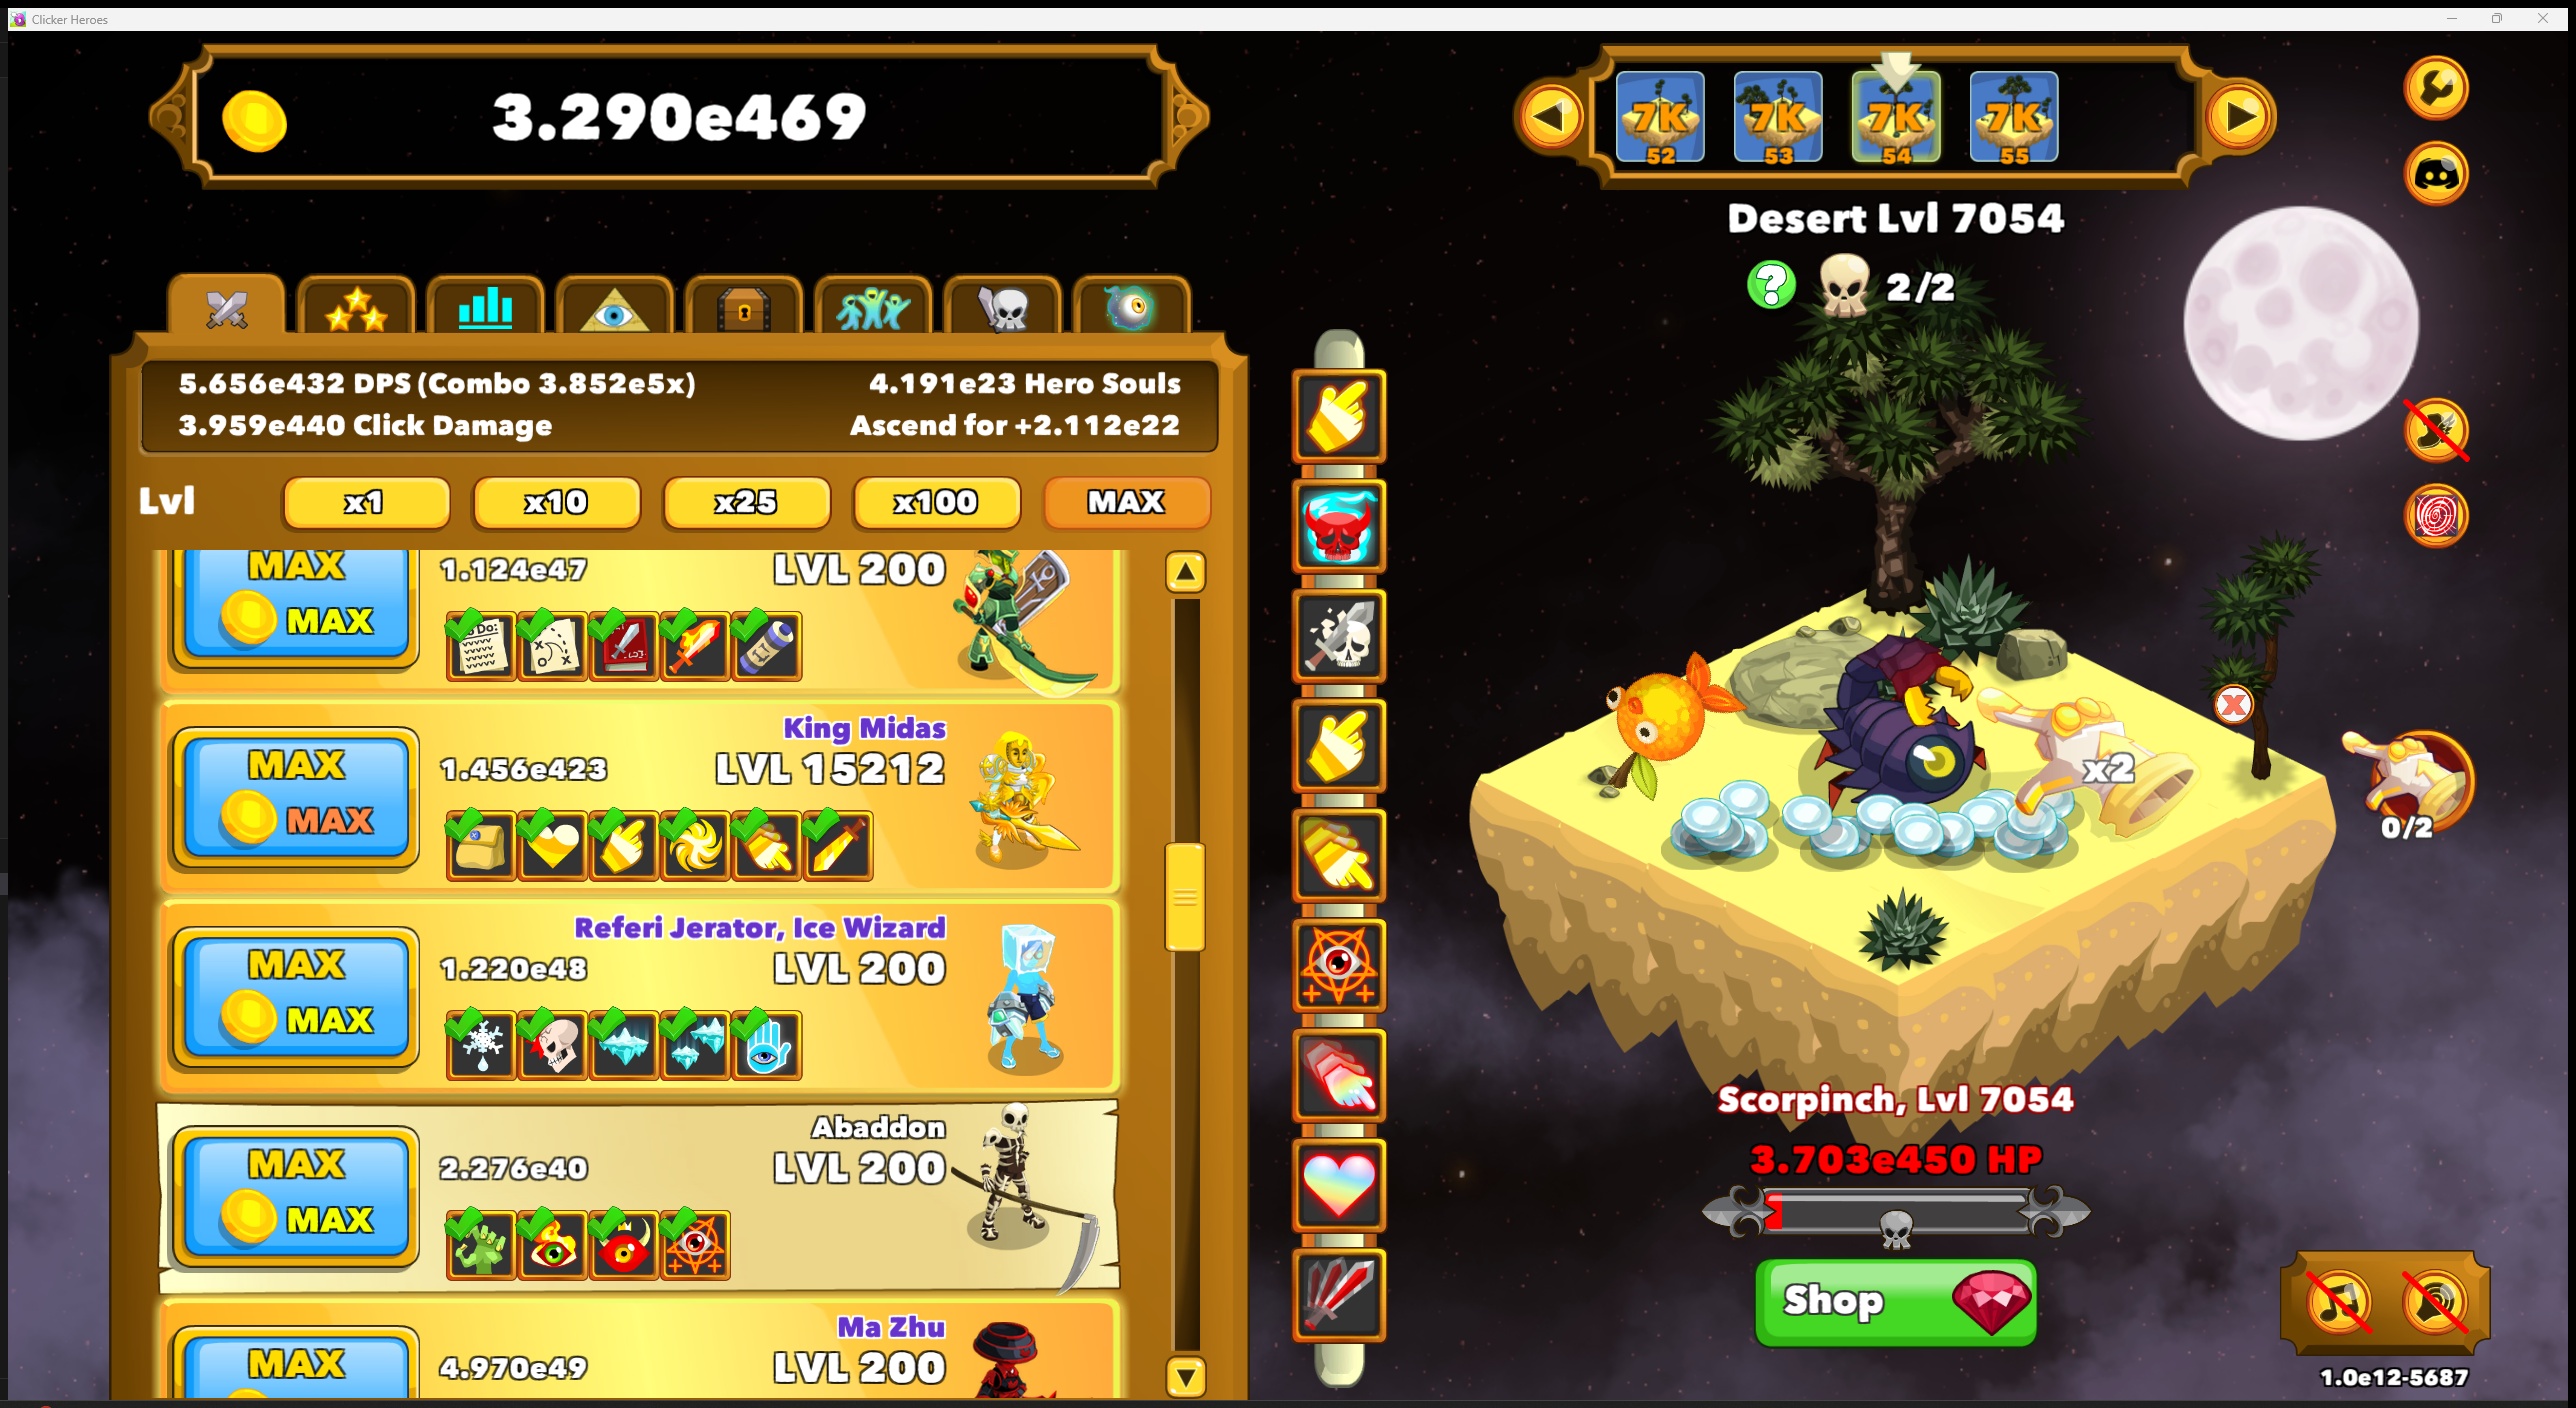 Clicker Heroes
3.290e469
7K
52
7K
53
7K
54
7K
55
Desert Lvl 7054
2/2
5.656e432 DPS (Combo 3.852e5x)
4.191e23 Hero Souls
3.959e440 Click Damage
Ascend for +2.112e22
Lvl
x1
x10
x25
x100
MAX
MAX
1.124e47
LVL 200
MAX
Do:
King Midas
MAX
1.456e423
LVL 15212
MAX
Referi Jerator, Ice Wizard
MAX
1.220e48
LVL 200
MAX
Abaddon
MAX
2.276e40
LVL 200
MAX
Ma Zhu
MAX
4.970e49
LVL 200
x2
0/2
Scorpinch, Lvl 7054
3.703e450 HP
Shop
1.0e12-5687